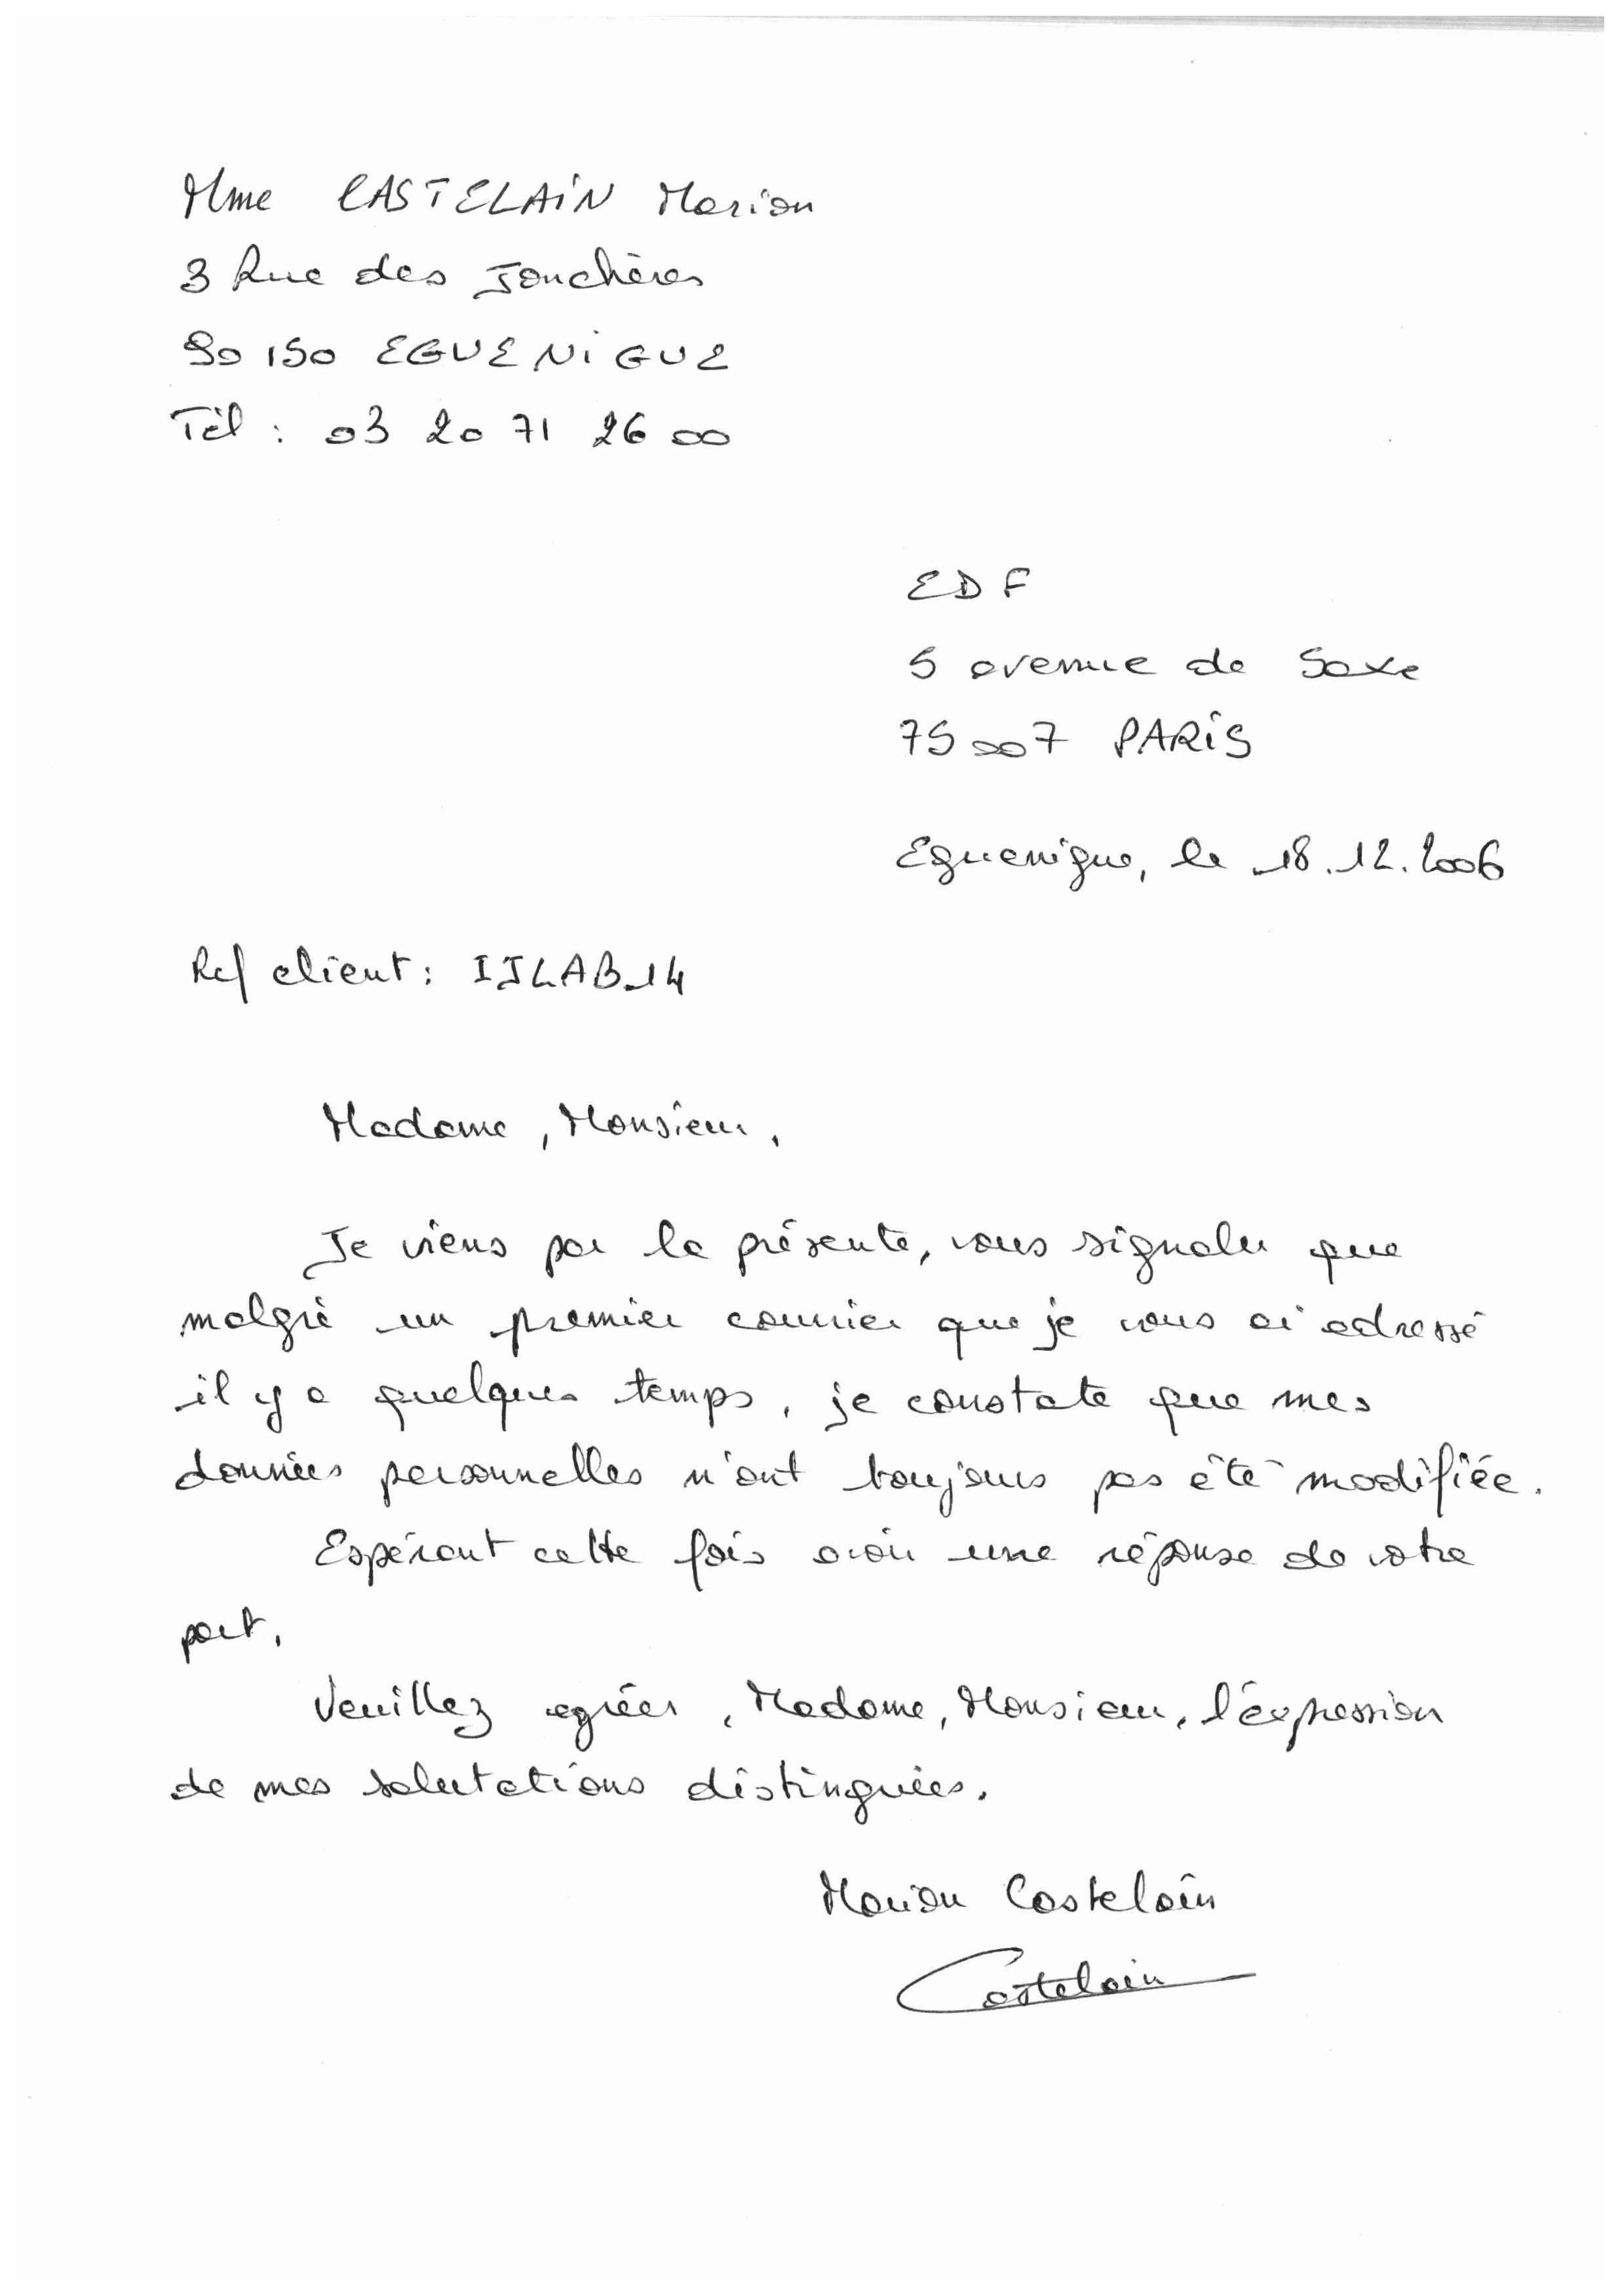 Mme CASTELAiN Marion
3 Rue des Jonchères
90 150 EGUENiGUE
Tèl : 03 20 71 26 00
EDF
5 avenue de Saxe
75007 PARiS
Eguenigue, le 18.12.2006
Ref client : IJLAB14
Madame, Monsieur,
Je viens par la présente, vous signaler que
malgré un premier courrier que je vous ai adressé
il y a quelques temps, je constate que mes
données personnelles n'ont toujours pas été modifiée.
Espérant cette fois avoir une réponse de votre
part,
Veuillez agréer, Madame, Monsieur, l'expression
de mes salutations distinguées.
Marion Castelain
Castelain